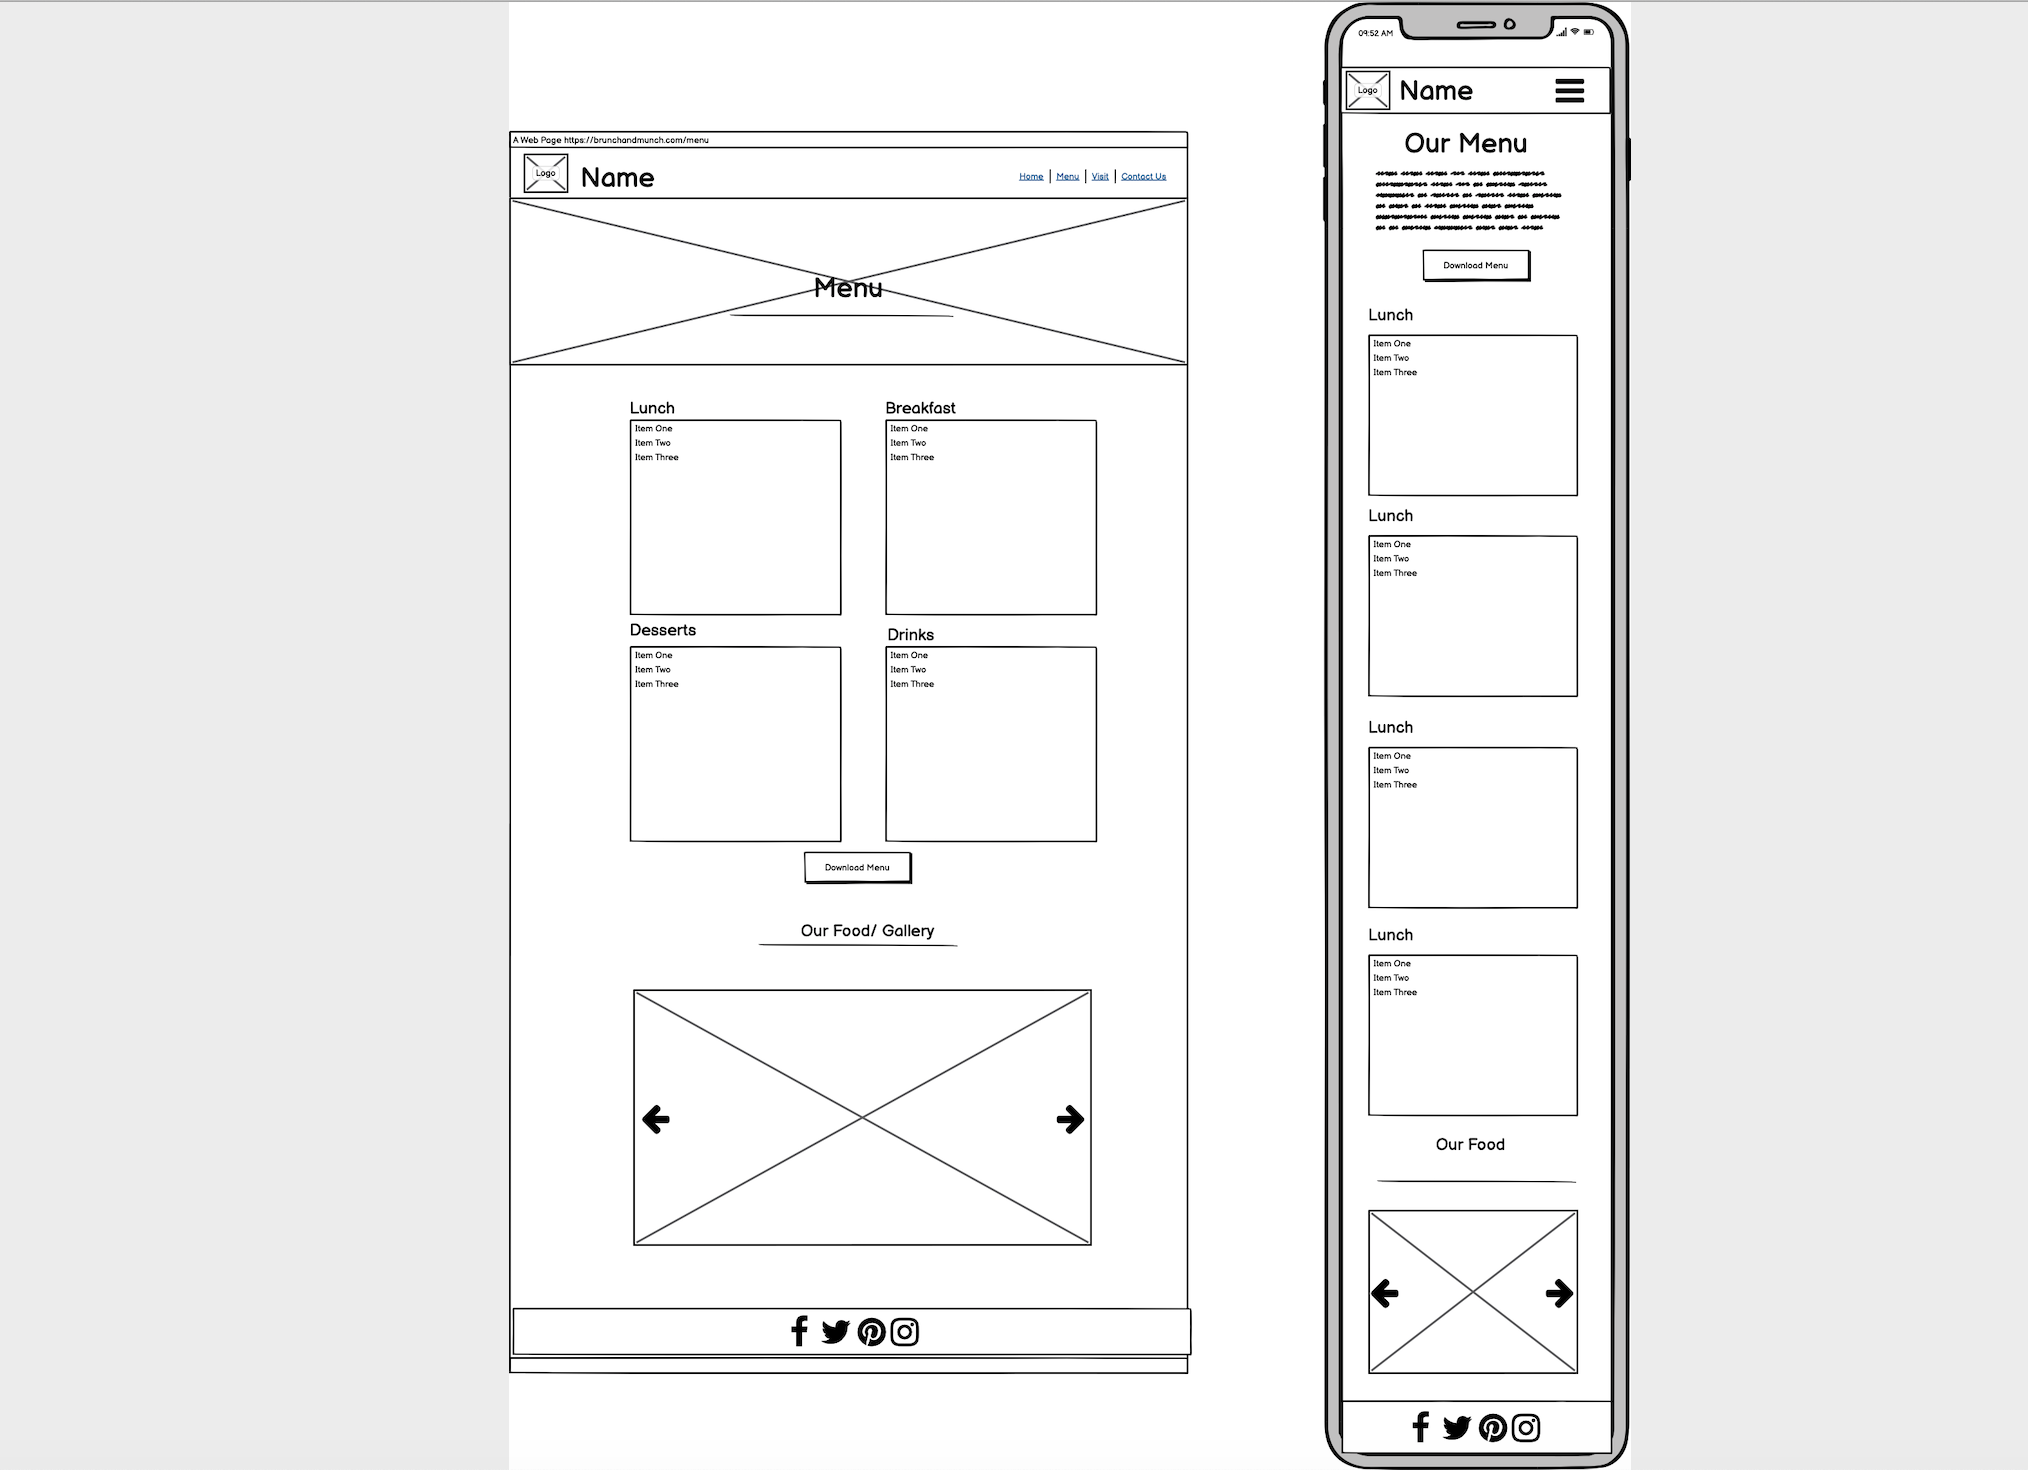 A Web Page https://brunchandmunch.com/menu
Logo
Name
Home
Menu
Visit
Contact Us
Menu
Lunch
Item One
Item Two
Item Three
Breakfast
Item One
Item Two
Item Three
Desserts
Item One
Item Two
Item Three
Drinks
Item One
Item Two
Item Three
Download Menu
Our Food/ Gallery
09:52 AM
Logo
Name
Our Menu
Download Menu
Lunch
Item One
Item Two
Item Three
Lunch
Item One
Item Two
Item Three
Lunch
Item One
Item Two
Item Three
Lunch
Item One
Item Two
Item Three
Our Food